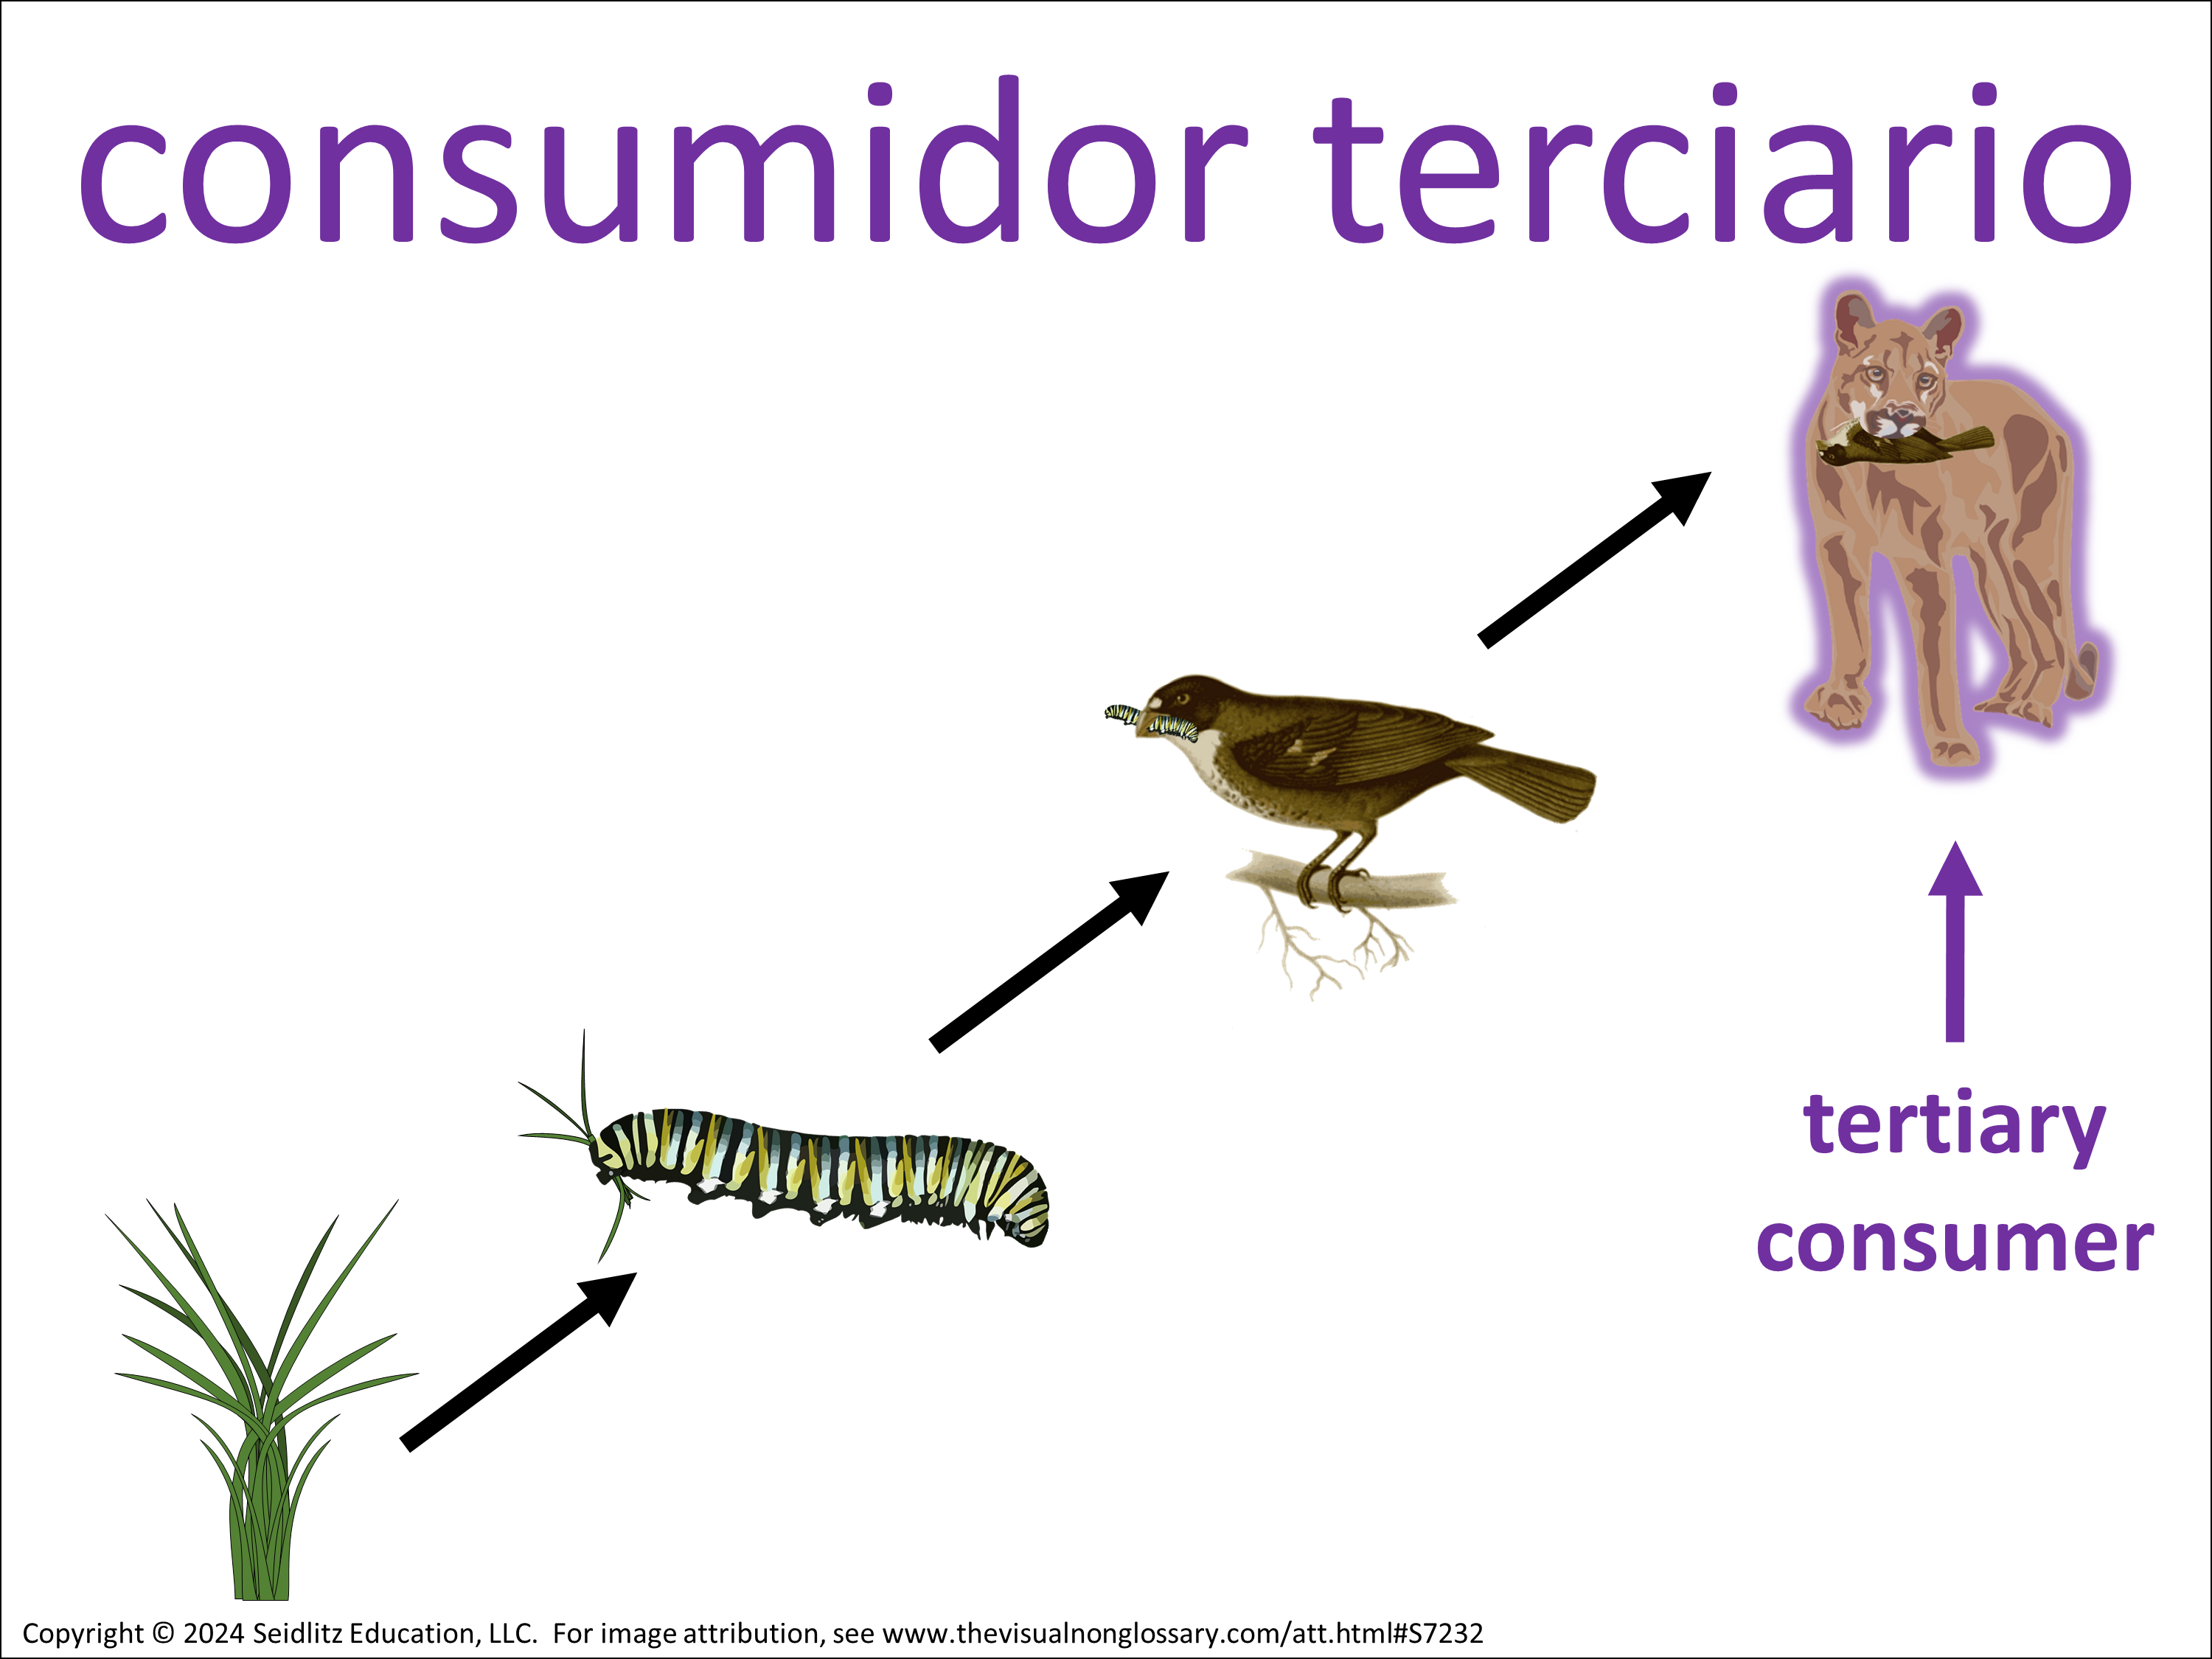 consumidor terciario
tertiary
consumer
Copyright © 2024 Seidlitz Education, LLC.  For image attribution, see www.thevisualnonglossary.com/att.html#S7232